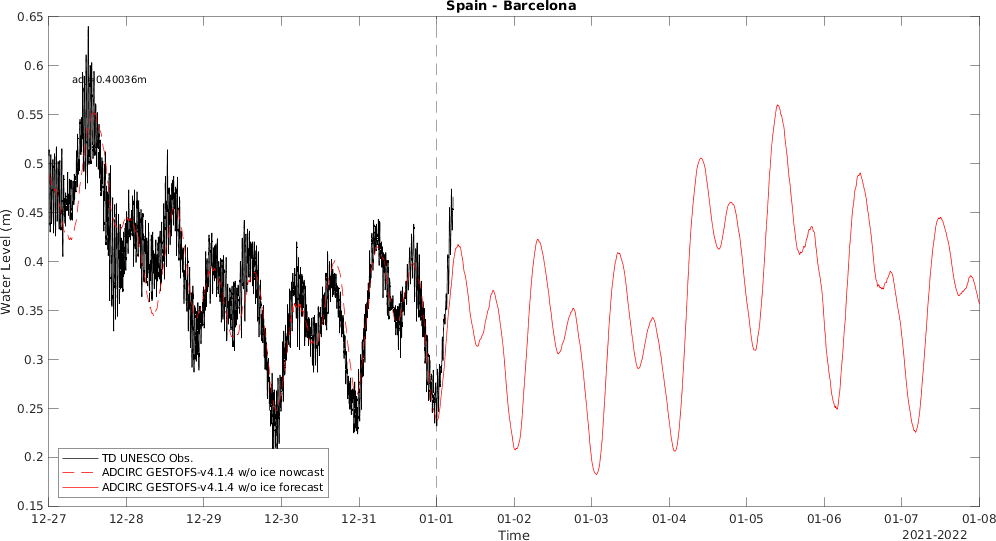 Spain - Barcelona
Water Level (m)
0.65
0.6
0.55
0.5
0.45
0.4
0.35
0.3
0.25
0.2
0.15
0.40036m
TD UNESCO Obs.
ADCIRC GESTOFS-v4.1.4 w/o ice nowcast
ADCIRC GESTOFS-v4.1.4 w/o ice forecast
12-27 12-28 12-29 12-30 12-31 01-01 01-02 01-03 01-04 01-05 01-06 01-07 01-08
Time
2021-2022